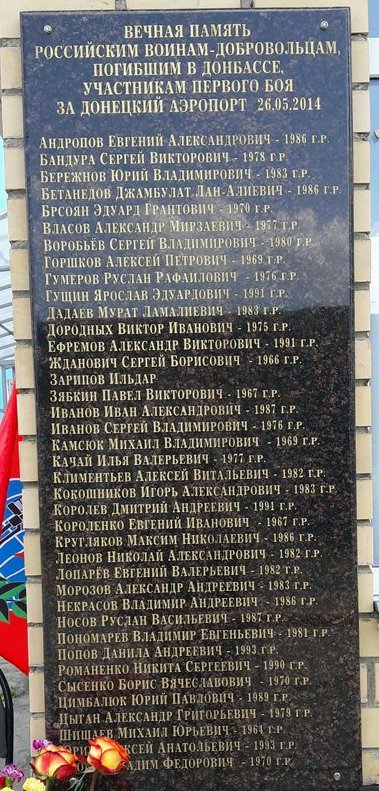 ВЕЧНАЯ ПАМЯТЬ
РОССИЙСКИМ ВОИНАМ-ДОБРОВОЛЬЦАМ,
ПОГИБШИМ В ДОНБАССЕ,
УЧАСТНИКАМ ПЕРВОГО БОЯ
ЗА ДОНЕЦКИЙ АЭРОПОРТ 26.05.2014
АНДРОПОВ ЕВГЕНИЙ АЛЕКСАНДРОВИЧ - 1986 Г.Р.
БАНДУРА СЕРГЕЙ ВИКТОРОВИЧ - 1978 Г.Р.
БЕРЕЖНОВ ЮРИЙ ВЛАДИМИРОВИЧ - 1983 Г.Р.
БЕТАНЕДОВ ДЖАМБУЛАТ ЛАН-АЛИЕВИЧ - 1986 Г.Р.
БРСОЯН ЭДУАРД ГРАНТОВИЧ - 1970 Г.Р.
ВЛАСОВ АЛЕКСАНДР МИРЗАЕВИЧ - 1977 Г.Р.
ВОРОБЬЁВ СЕРГЕЙ ВЛАДИМИРОВИЧ - 1980 Г.Р.
ГОРШКОВ АЛЕКСЕЙ ПЕТРОВИЧ - 1969 Г.Р.
ГУМЕРОВ РУСЛАН РАФАИЛОВИЧ - 1976 Г.Р.
ГУЩИН ЯРОСЛАВ ЭДУАРДОВИЧ - 1991 Г.Р.
ДАДАЕВ МУРАТ ЛАМАЛИЕВИЧ - 1983 Г.Р.
ДОРОДНЫХ ВИКТОР ИВАНОВИЧ - 1975 Г.Р.
ЕФРЕМОВ АЛЕКСАНДР ВИКТОРОВИЧ - 1991 Г.Р.
ЖДАНОВИЧ СЕРГЕЙ БОРИСОВИЧ - 1966 Г.Р.
ЗАРИПОВ ИЛЬДАР
ЗЯБКИН ПАВЕЛ ВИКТОРОВИЧ - 1967 Г.Р.
ИВАНОВ ИВАН АЛЕКСАНДРОВИЧ - 1987 Г.Р.
ИВАНОВ СЕРГЕЙ ВЛАДИМИРОВИЧ - 1976 Г.Р.
КАМСЮК МИХАИЛ ВЛАДИМИРОВИЧ - 1969 Г.Р.
КАЧАЙ ИЛЬЯ ВАЛЕРЬЕВИЧ - 1977 Г.Р.
КЛИМЕНТЬЕВ АЛЕКСЕЙ ВИТАЛЬЕВИЧ - 1982 Г.Р.
КОКОШНИКОВ ИГОРЬ АЛЕКСАНДРОВИЧ - 1983 Г.Р.
КОРОЛЁВ ДМИТРИЙ АНДРЕЕВИЧ - 1991 Г.Р.
КОРОЛЕНКО ЕВГЕНИЙ ИВАНОВИЧ - 1967 Г.Р.
КРУГЛЯКОВ МАКСИМ НИКОЛАЕВИЧ - 1986 Г.Р.
ЛЕОНОВ НИКОЛАЙ АЛЕКСАНДРОВИЧ - 1982 Г.Р.
ЛОПАРЁВ ЕВГЕНИЙ ВАЛЕРЬЕВИЧ - 1982 Г.Р.
МОРОЗОВ АЛЕКСАНДР АНДРЕЕВИЧ - 1983 Г.Р.
НЕКРАСОВ ВЛАДИМИР АНДРЕЕВИЧ - 1986 Г.Р.
НОСОВ РУСЛАН ВАСИЛЬЕВИЧ - 1987 Г.Р.
ПОНОМАРЕВ ВЛАДИМИР ЕВГЕНЬЕВИЧ - 1981 Г.Р.
ПОПОВ ДАНИЛА АНДРЕЕВИЧ - 1993 Г.Р.
РОМАНЕНКО НИКИТА СЕРГЕЕВИЧ - 1990 Г.Р.
СЫСЕНКО БОРИС ВЯЧЕСЛАВОВИЧ - 1970 Г.Р.
ЦИМБАЛЮК ЮРИЙ ПАВЛОВИЧ - 1989 Г.Р.
ЦЫГАН АЛЕКСАНДР ГРИГОРЬЕВИЧ - 1979 Г.Р.
ШИЩАЕВ МИХАИЛ ЮРЬЕВИЧ - 1964 Г.Р.
АНАТОЛЬЕВИЧ - 1993 Г.Р.
ФЕДОРОВИЧ - 1970 Г.Р.